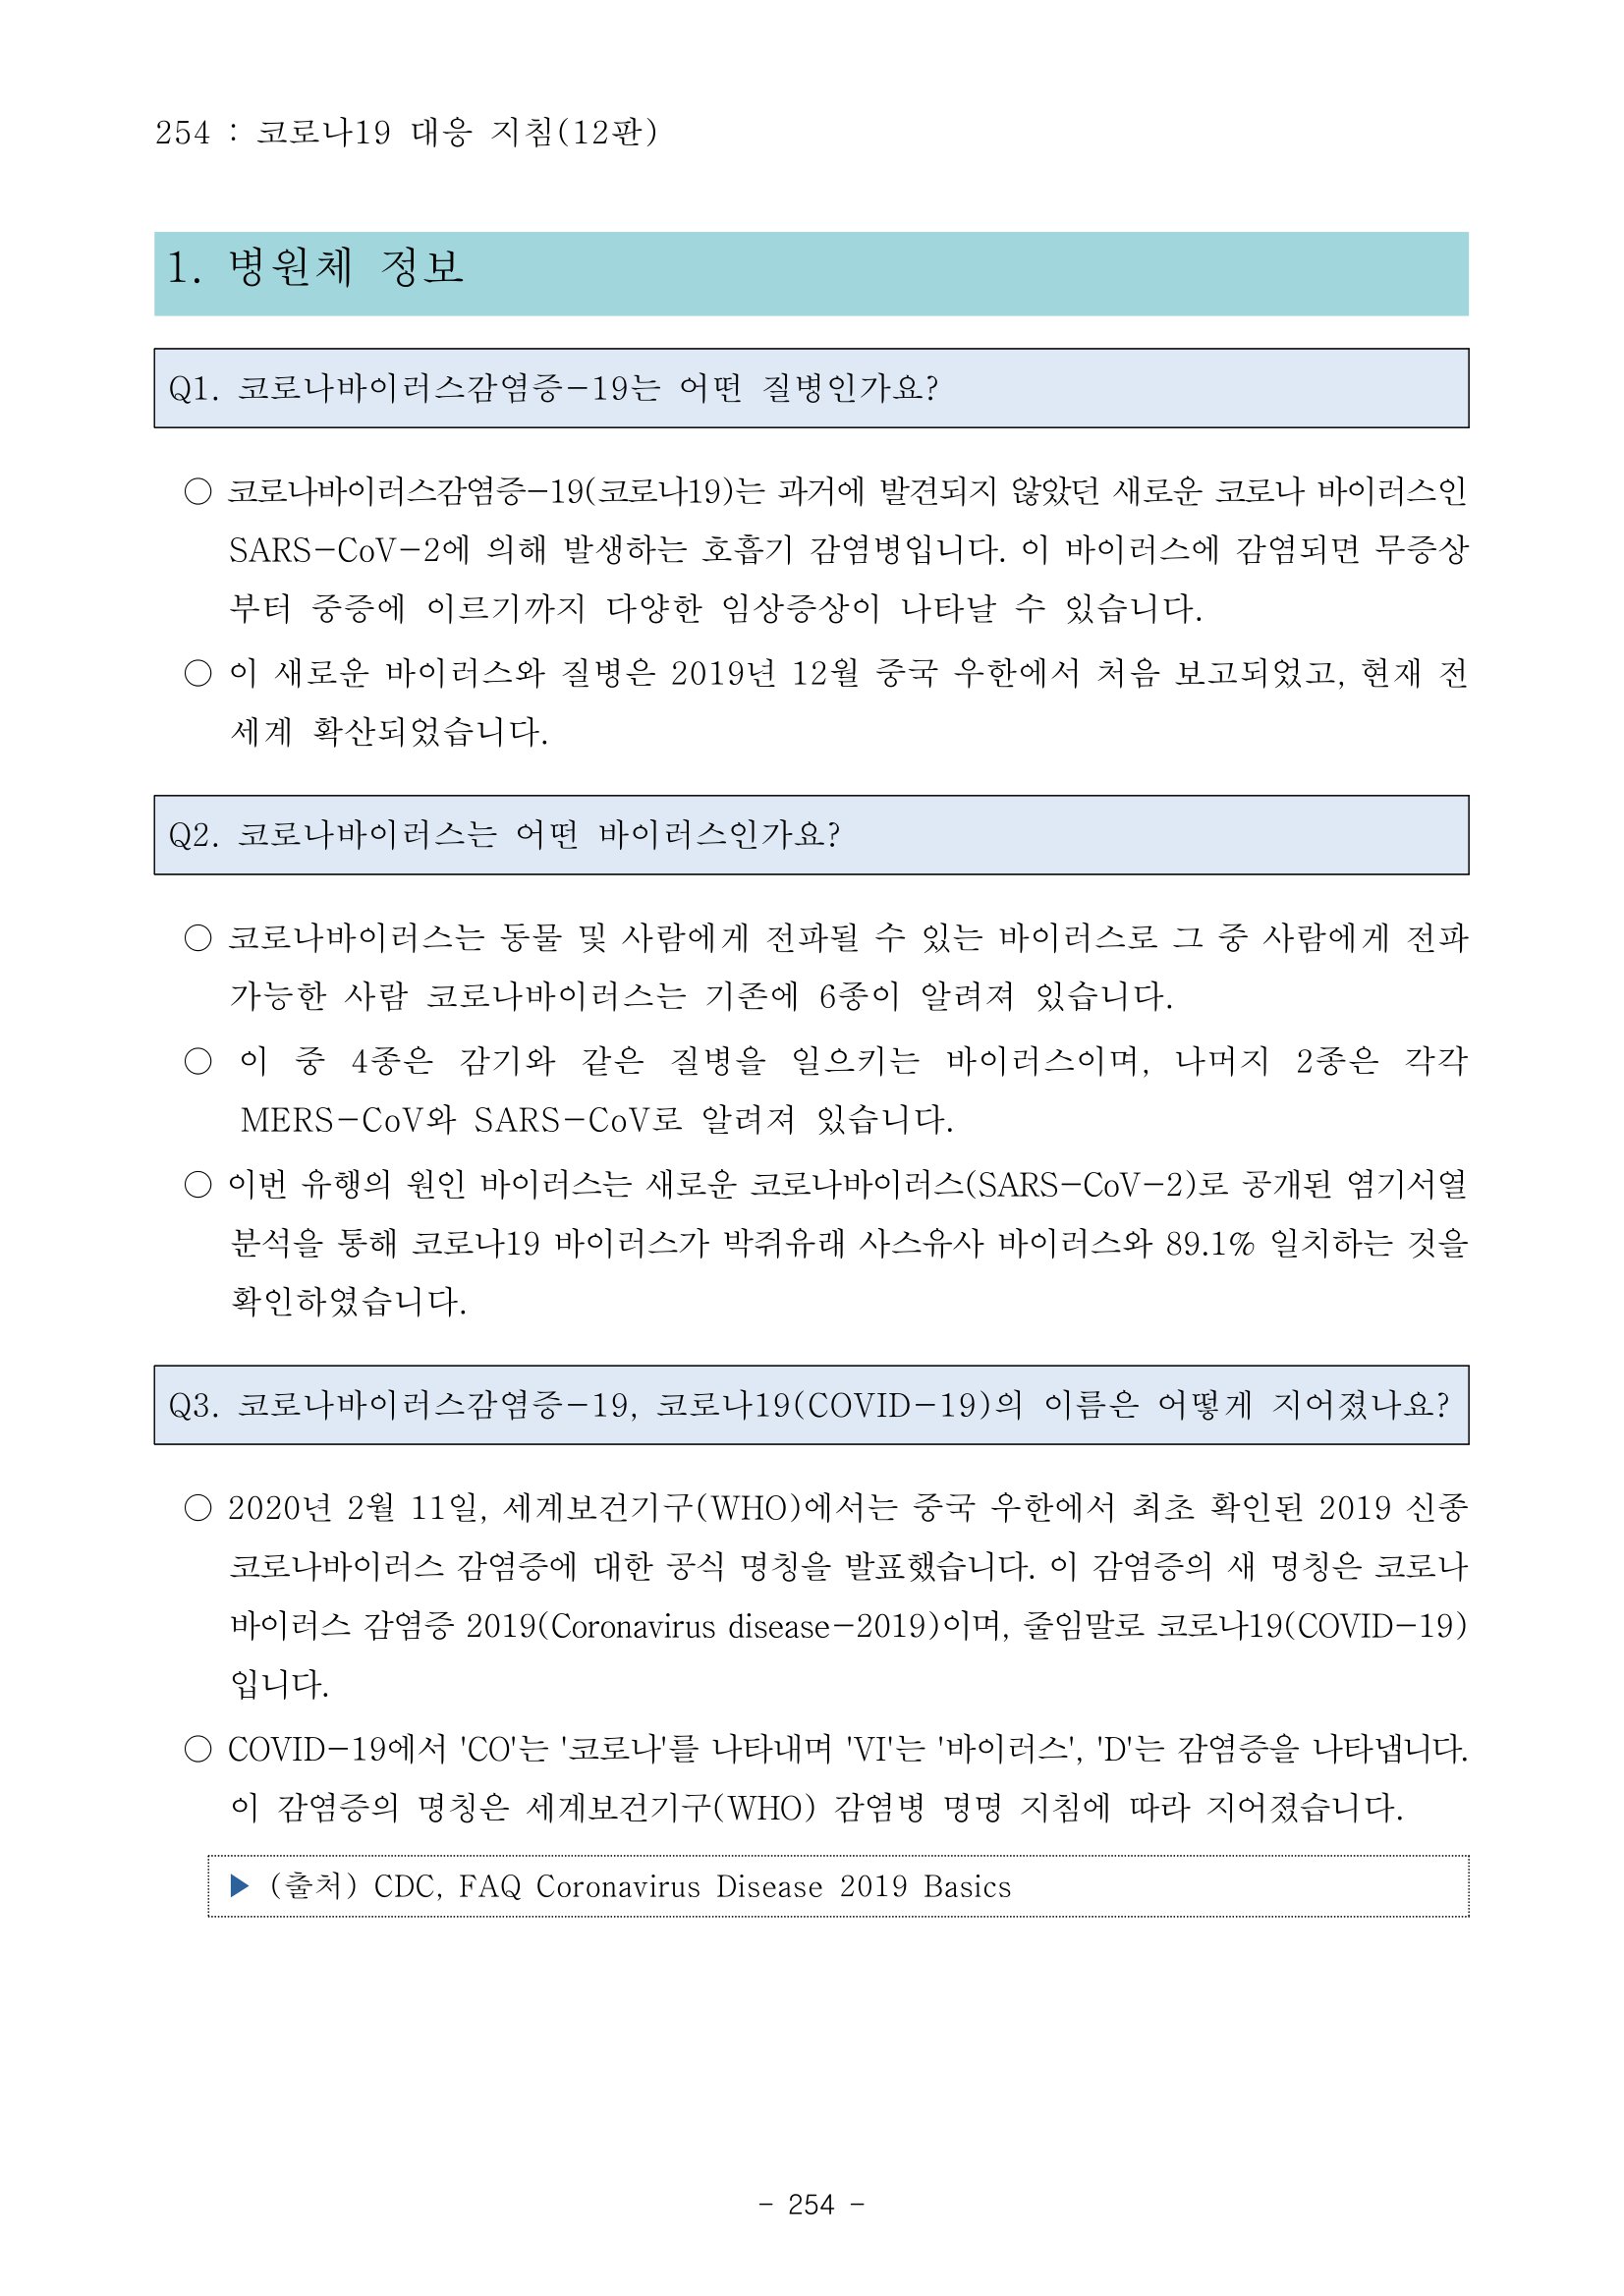 254 : 코로나19 대응 지침(12판)
1. 병원체 정보
Q1. 코로나바이러스감염증-19는 어떤 질병인가요?
○ 코로나바이러스감염증-19(코로나19)는 과거에 발견되지 않았던 새로운 코로나 바이러스인
SARS-CoV-2에 의해 발생하는 호흡기 감염병입니다. 이 바이러스에 감염되면 무증상
부터 중증에 이르기까지 다양한 임상증상이 나타날 수 있습니다.
○ 이 새로운 바이러스와 질병은 2019년 12월 중국 우한에서 처음 보고되었고, 현재 전
세계 확산되었습니다.
Q2. 코로나바이러스는 어떤 바이러스인가요?
○ 코로나바이러스는 동물 및 사람에게 전파될 수 있는 바이러스로 그 중 사람에게 전파
가능한 사람 코로나바이러스는 기존에 6종이 알려져 있습니다.
○ 이 중 4종은 감기와 같은 질병을 일으키는 바이러스이며, 나머지 2종은 각각
MERS-CoV와 SARS-CoV로 알려져 있습니다.
○ 이번 유행의 원인 바이러스는 새로운 코로나바이러스(SARS-CoV-2)로 공개된 염기서열
분석을 통해 코로나19 바이러스가 박쥐유래 사스유사 바이러스와 89.1% 일치하는 것을
확인하였습니다.
Q3. 코로나바이러스감염증-19, 코로나19(COVID-19)의 이름은 어떻게 지어졌나요?
○ 2020년 2월 11일, 세계보건기구(WHO)에서는 중국 우한에서 최초 확인된 2019 신종
코로나바이러스 감염증에 대한 공식 명칭을 발표했습니다. 이 감염증의 새 명칭은 코로나
바이러스 감염증 2019(Coronavirus disease-2019)이며, 줄임말로 코로나19(COVID-19)
입니다.
○ COVID-19에서 'CO'는 '코로나'를 나타내며 'VI'는 '바이러스', 'D'는 감염증을 나타냅니다.
이 감염증의 명칭은 세계보건기구(WHO) 감염병 명명 지침에 따라 지어졌습니다.
▶ (출처) CDC, FAQ Coronavirus Disease 2019 Basics
- 254 -